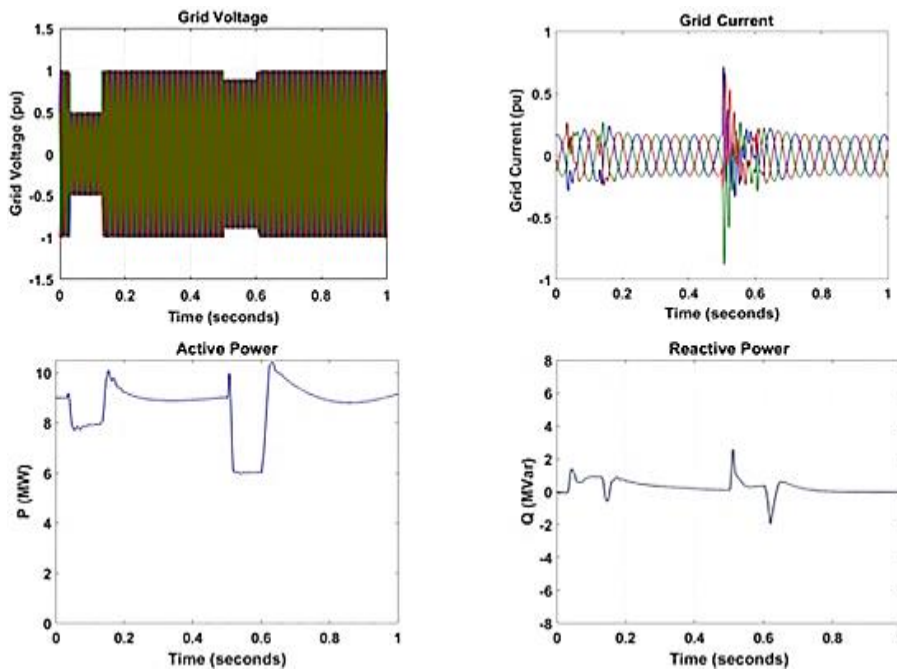 Grid Voltage
1.5
1
0.5
0
-0.5
-1
-1.5
Grid Voltage (pu)
0 0.2 0.4 0.6 0.8 1
Time (seconds)
Grid Current
1
0.5
0
-0.5
-1
Grid Current (pu)
0 0.2 0.4 0.6 0.8 1
Time (seconds)
Active Power
10
8
6
4
2
0
P (MW)
0 0.2 0.4 0.6 0.8 1
Time (seconds)
Reactive Power
8
6
4
2
0
-2
-4
-6
-8
Q (MVar)
0 0.2 0.4 0.6 0.8 1
Time (seconds)